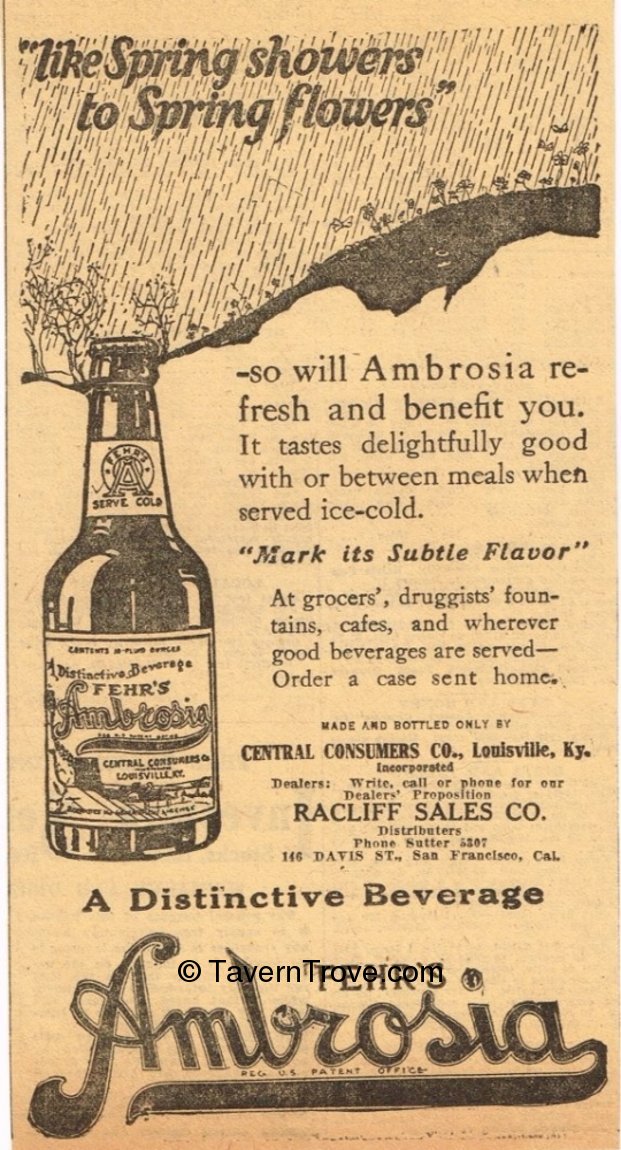 "like Spring showers
to Spring flowers"
-so will Ambrosia re-
fresh and benefit you.
It tastes delightfully good
with or between meals when
served ice-cold.
"Mark its Subtle Flavor"
At grocers', druggists' foun-
tains, cafes, and wherever
good beverages are served—
Order a case sent home.
MADE AND BOTTLED ONLY BY
CENTRAL CONSUMERS CO., Louisville, Ky.
Incorporated
Dealers: Write, call or phone for our
Dealers' Proposition
RACLIFF SALES CO.
Distributers
Phone Sutter 5307
146 DAVIS ST., San Francisco, Cal.
FEHR'S
A
SERVE COLD
A Distinctive Beverage
FEHR'S
Ambrosia
CENTRAL CONSUMERS Co
LOUISVILLE, KY.
A Distinctive Beverage
© TavernTrove.com
FEHR'S
Ambrosia
REG. U.S. PATENT OFFICE